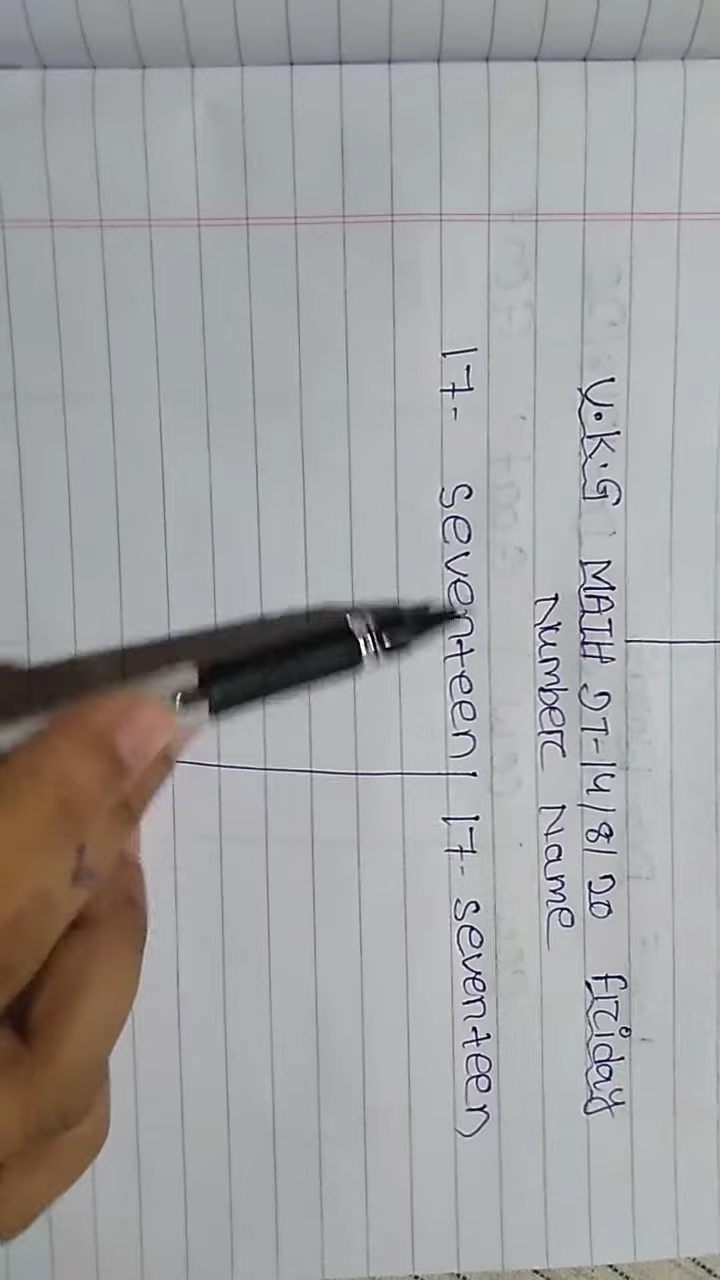 U.K.G MATH DT-14/8/20 Friday
Number Name
17- seventeen 17- seventeen